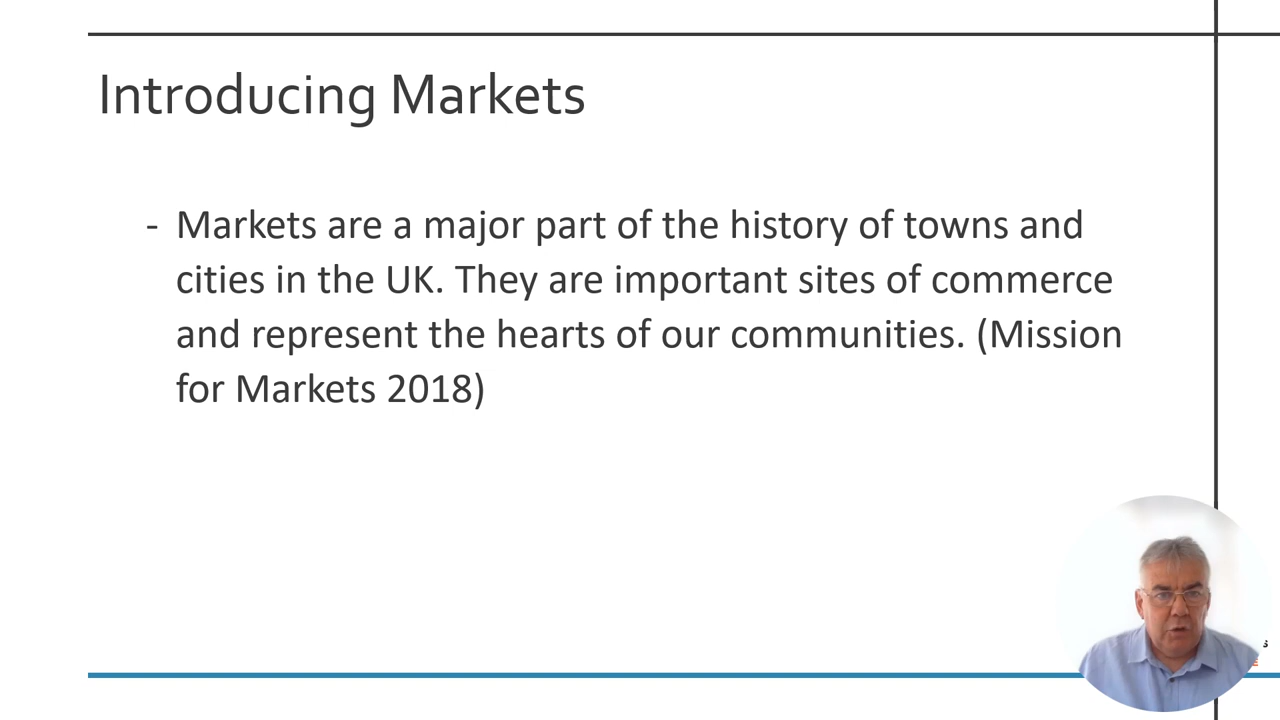 Introducing Markets
- Markets are a major part of the history of towns and
cities in the UK. They are important sites of commerce
and represent the hearts of our communities. (Mission
for Markets 2018)